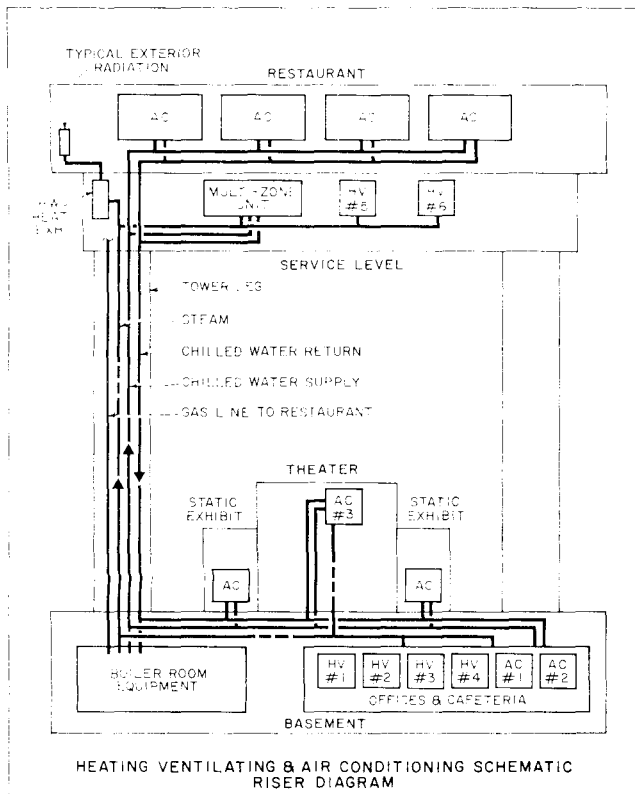 TYPICAL EXTERIOR
RADIATION
RESTAURANT
AC
AC
AC
AC
HEAT
MULTI-ZONE
UNIT
HV
#5
HV
#6
SERVICE LEVEL
TOWER LEG
STEAM
CHILLED WATER RETURN
CHILLED WATER SUPPLY
GAS LINE TO RESTAURANT
THEATER
STATIC
EXHIBIT
AC
#3
STATIC
EXHIBIT
AC
AC
BOILER ROOM
EQUIPMENT
HV
#1
HV
#2
HV
#3
HV
#4
AC
#1
AC
#2
OFFICES & CAFETERIA
BASEMENT
HEATING VENTILATING & AIR CONDITIONING SCHEMATIC
RISER DIAGRAM